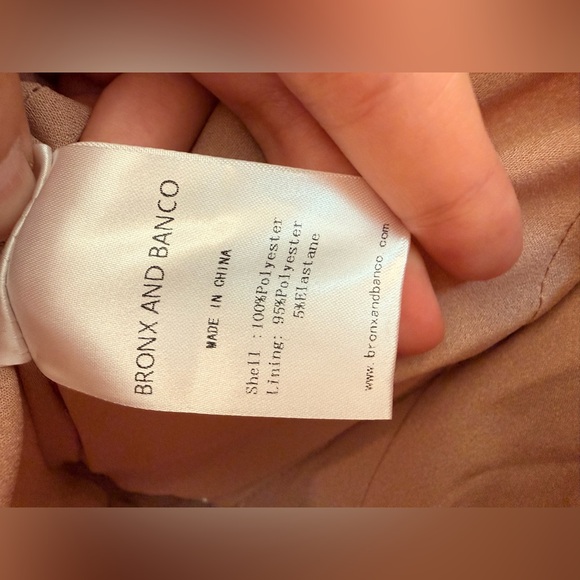 BRONX AND BANCO
MADE IN CHINA
Shell :100%Polyester
Lining: 95%Polyester
5%Elastane
www. bronxandbanco com